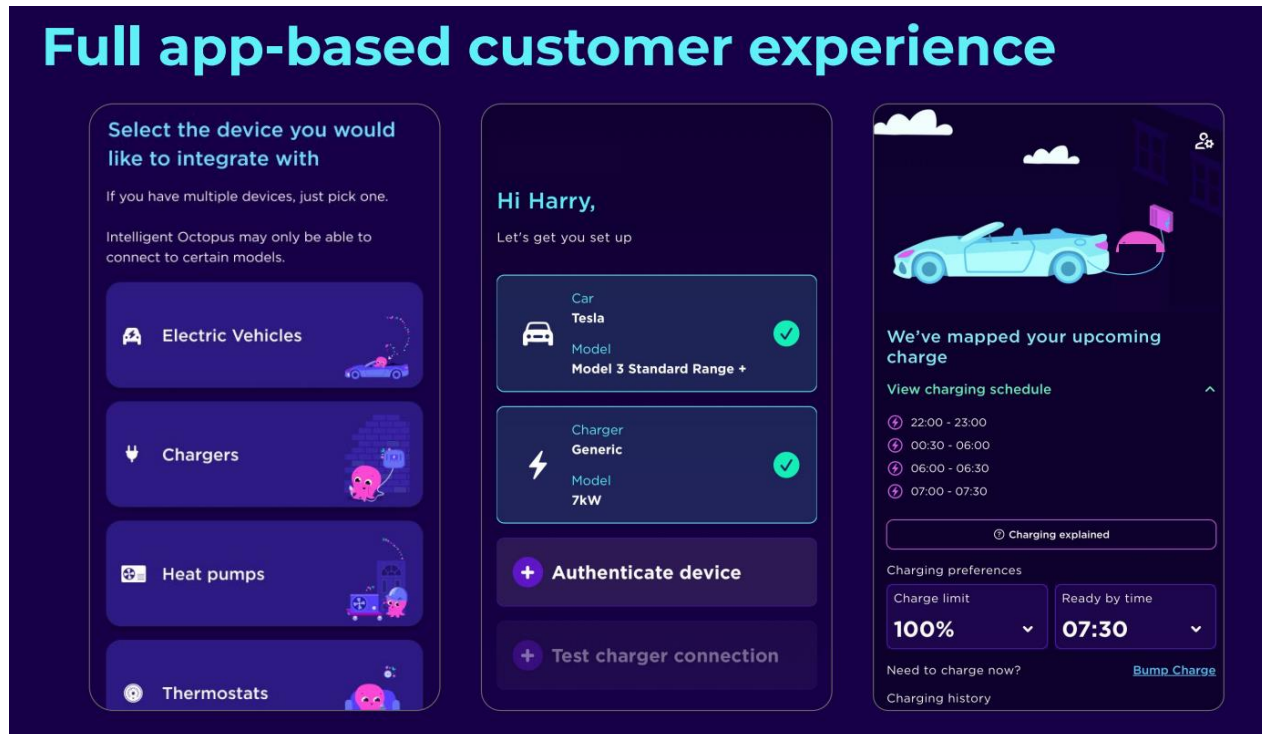 Full app-based customer experience
Select the device you would
like to integrate with
If you have multiple devices, just pick one.
Intelligent Octopus may only be able to
connect to certain models.
Electric Vehicles
Chargers
Heat pumps
Thermostats
Hi Harry,
Let's get you set up
Car
Tesla
Model
Model 3 Standard Range +
Charger
Generic
Model
7kW
+ Authenticate device
+ Test charger connection
We've mapped your upcoming
charge
View charging schedule
22:00 - 23:00
00:30 - 06:00
06:00 - 06:30
07:00 - 07:30
Charging explained
Charging preferences
Charge limit
100%
Ready by time
07:30
Need to charge now?
Bump Charge
Charging history